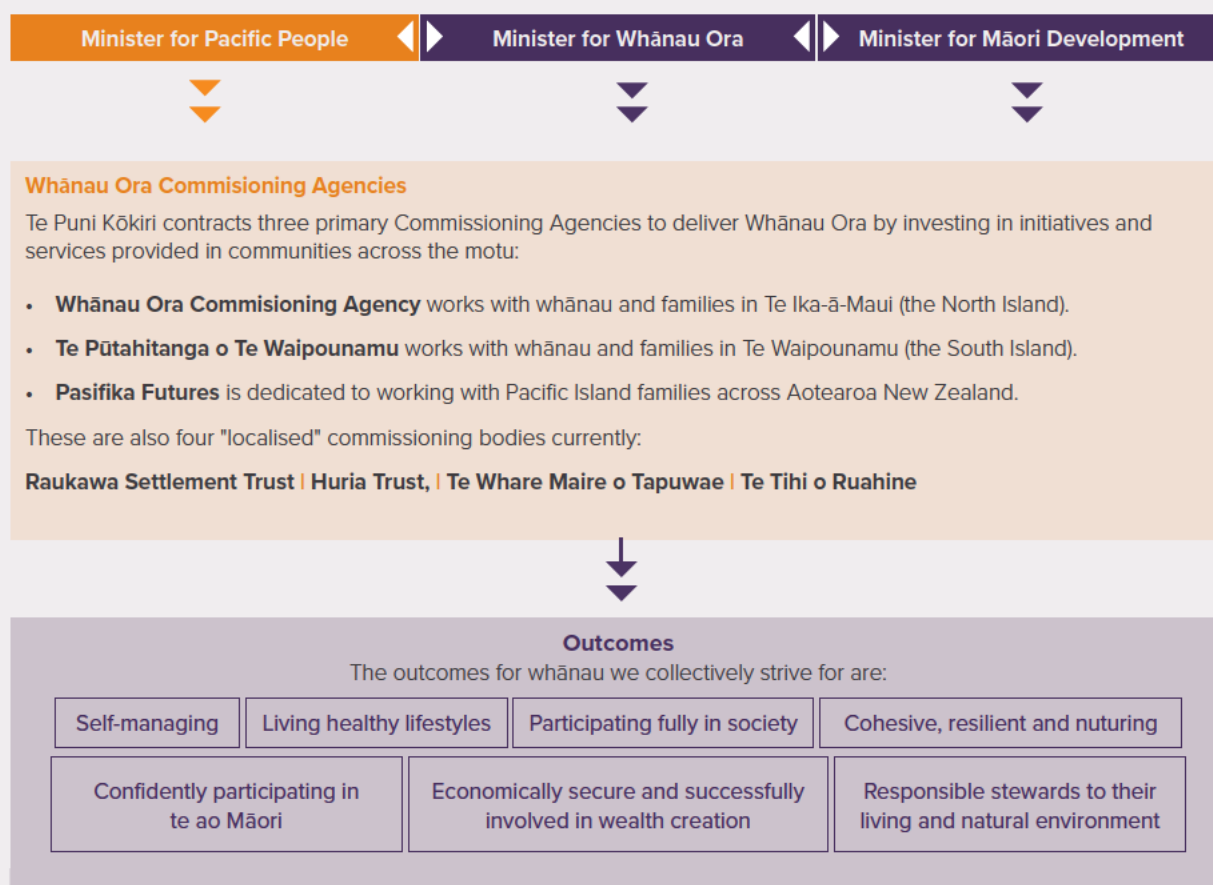 Minister for Pacific People
Minister for Whānau Ora
Minister for Māori Development
Whānau Ora Commisioning Agencies
Te Puni Kōkiri contracts three primary Commissioning Agencies to deliver Whānau Ora by investing in initiatives and
services provided in communities across the motu:
• Whānau Ora Commisioning Agency works with whānau and families in Te Ika-ā-Maui (the North Island).
• Te Pūtahitanga o Te Waipounamu works with whānau and families in Te Waipounamu (the South Island).
• Pasifika Futures is dedicated to working with Pacific Island families across Aotearoa New Zealand.
These are also four "localised" commissioning bodies currently:
Raukawa Settlement Trust | Huria Trust, | Te Whare Maire o Tapuwae | Te Tihi o Ruahine
Outcomes
The outcomes for whānau we collectively strive for are:
Self-managing
Living healthy lifestyles
Participating fully in society
Cohesive, resilient and nuturing
Confidently participating in
te ao Māori
Economically secure and successfully
involved in wealth creation
Responsible stewards to their
living and natural environment